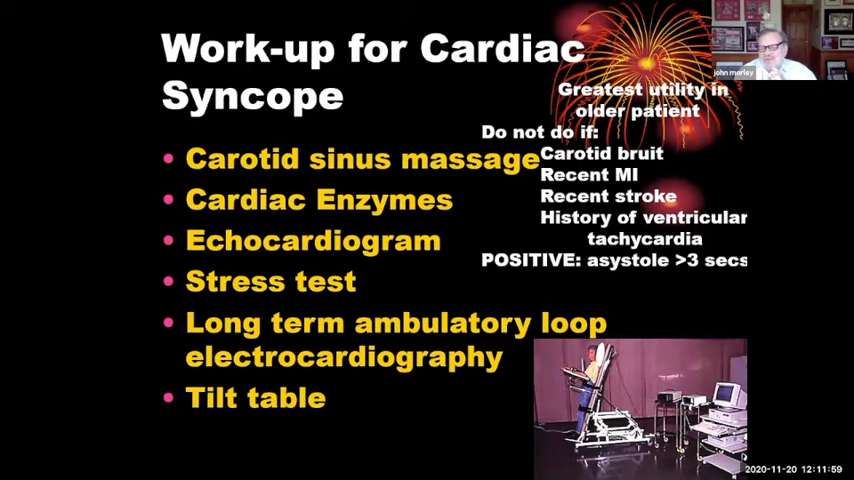 Work-up for Cardiac
Syncope
• Carotid sinus massage
• Cardiac Enzymes
• Echocardiogram
• Stress test
• Long term ambulatory loop
electrocardiography
• Tilt table
Greatest utility in
older patient
Do not do if:
Carotid bruit
Recent MI
Recent stroke
History of ventricular
tachycardia
POSITIVE: asystole >3 secs
john morley
2020-11-20 12:11:59